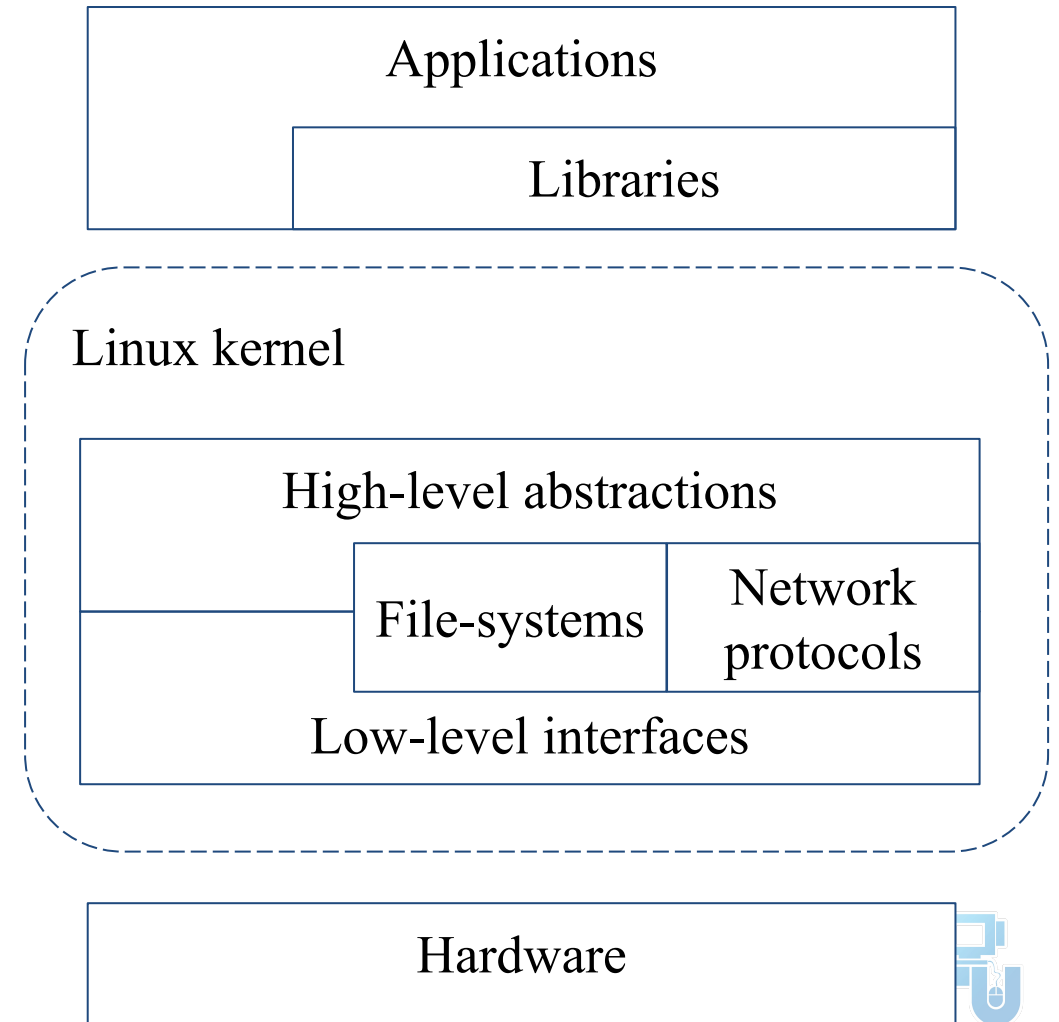 Applications
Libraries
Linux kernel
High-level abstractions
File-systems
Network
protocols
Low-level interfaces
Hardware